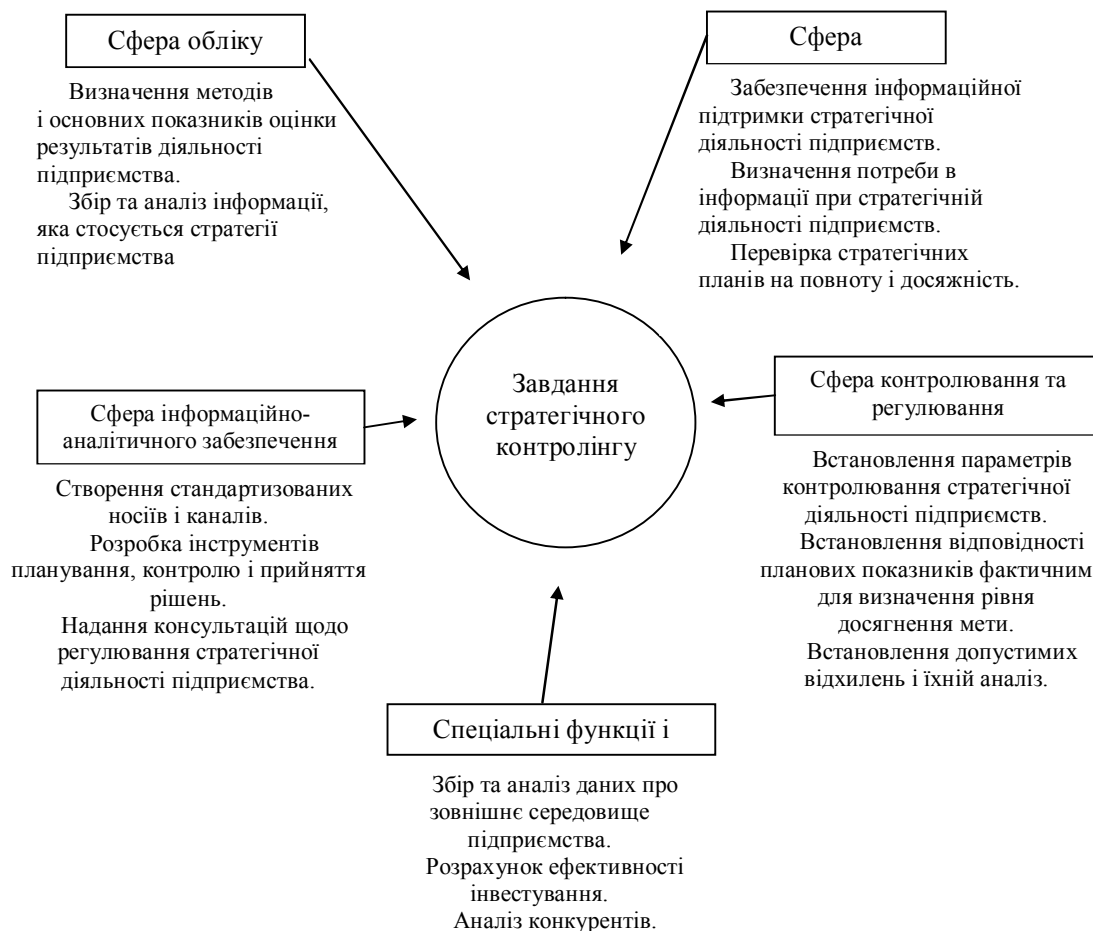 Сфера обліку
Визначення методів
і основних показників оцінки
результатів діяльності
підприємства.
Збір та аналіз інформації,
яка стосується стратегії
підприємства
Сфера
Забезпечення інформаційної
підтримки стратегічної
діяльності підприємств.
Визначення потреби в
інформації при стратегічній
діяльності підприємств.
Перевірка стратегічних
планів на повноту і досяжність.
Завдання
стратегічного
контролінгу
Сфера інформаційно-
аналітичного забезпечення
Створення стандартизованих
носіїв і каналів.
Розробка інструментів
планування, контролю і прийняття
рішень.
Надання консультацій щодо
регулювання стратегічної
діяльності підприємства.
Сфера контролювання та
регулювання
Встановлення параметрів
контролювання стратегічної
діяльності підприємств.
Встановлення відповідності
планових показників фактичним
для визначення рівня
досягнення мети.
Встановлення допустимих
відхилень і їхній аналіз.
Спеціальні функції і
Збір та аналіз даних про
зовнішнє середовище
підприємства.
Розрахунок ефективності
інвестування.
Аналіз конкурентів.